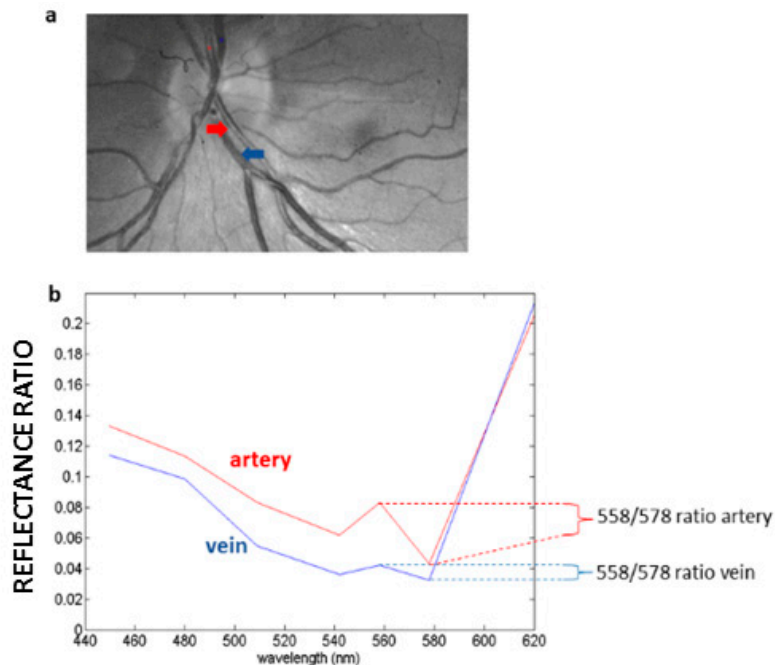 a
b
REFLECTANCE RATIO
0.2
0.18
0.16
0.14
0.12
0.1
0.08
0.06
0.04
0.02
0
artery
vein
558/578 ratio artery
558/578 ratio vein
440 460 480 500 520 540 560 580 600 620
wavelength (nm)